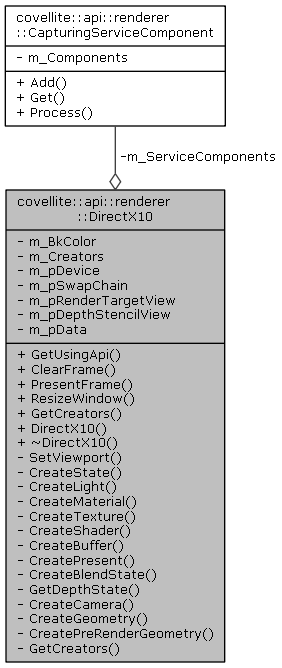 covellite::api::renderer
::CapturingServiceComponent
- m_Components
+ Add()
+ Get()
+ Process()
-m_ServiceComponents
covellite::api::renderer
::DirectX10
- m_BkColor
- m_Creators
- m_pDevice
- m_pSwapChain
- m_pRenderTargetView
- m_pDepthStencilView
- m_pData
+ GetUsingApi()
+ ClearFrame()
+ PresentFrame()
+ ResizeWindow()
+ GetCreators()
+ DirectX10()
+ ~DirectX10()
- SetViewport()
- CreateState()
- CreateLight()
- CreateMaterial()
- CreateTexture()
- CreateShader()
- CreateBuffer()
- CreatePresent()
- CreateBlendState()
- GetDepthState()
- CreateCamera()
- CreateGeometry()
- CreatePreRenderGeometry()
- GetCreators()